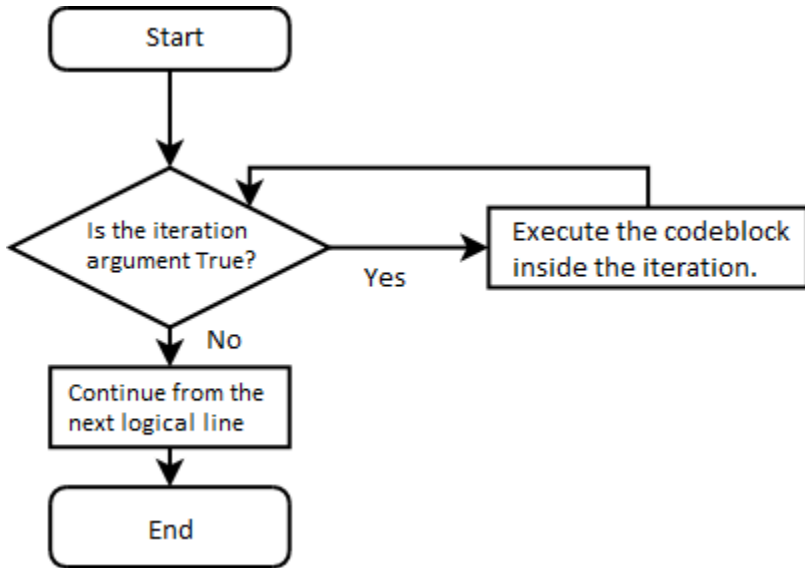 Start
Is the iteration
argument True?
Yes
Execute the codeblock
inside the iteration.
No
Continue from the
next logical line
End